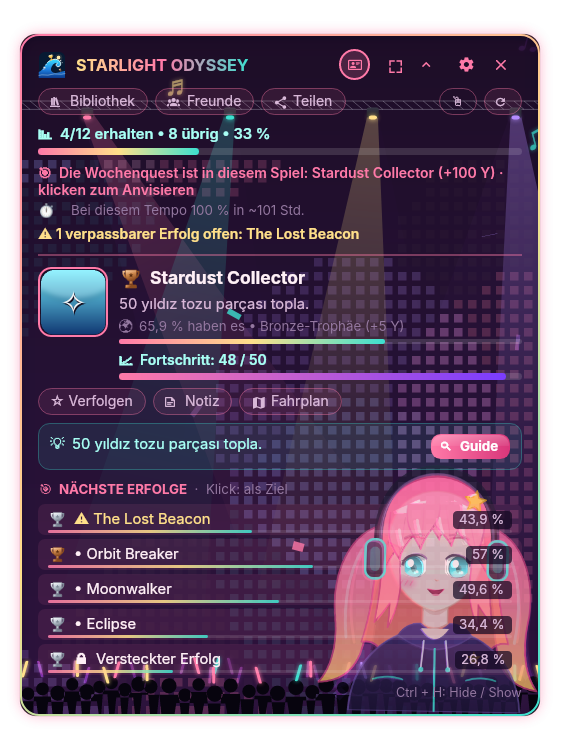 STARLIGHT ODYSSEY
Bibliothek Freunde Teilen
4/12 erhalten • 8 übrig • 33 %
Die Wochenquest ist in diesem Spiel: Stardust Collector (+100 Y) ·
klicken zum Anvisieren
Bei diesem Tempo 100 % in ~101 Std.
1 verpassbarer Erfolg offen: The Lost Beacon
Stardust Collector
50 yıldız tozu parçası topla.
65,9 % haben es • Bronze-Trophäe (+5 Y)
Fortschritt: 48 / 50
Verfolgen Notiz Fahrplan
50 yıldız tozu parçası topla. Guide
NÄCHSTE ERFOLGE · Klick: als Ziel
The Lost Beacon 43,9 %
• Orbit Breaker 57 %
• Moonwalker 49,6 %
• Eclipse 34,4 %
Versteckter Erfolg 26,8 %
Ctrl + H: Hide / Show